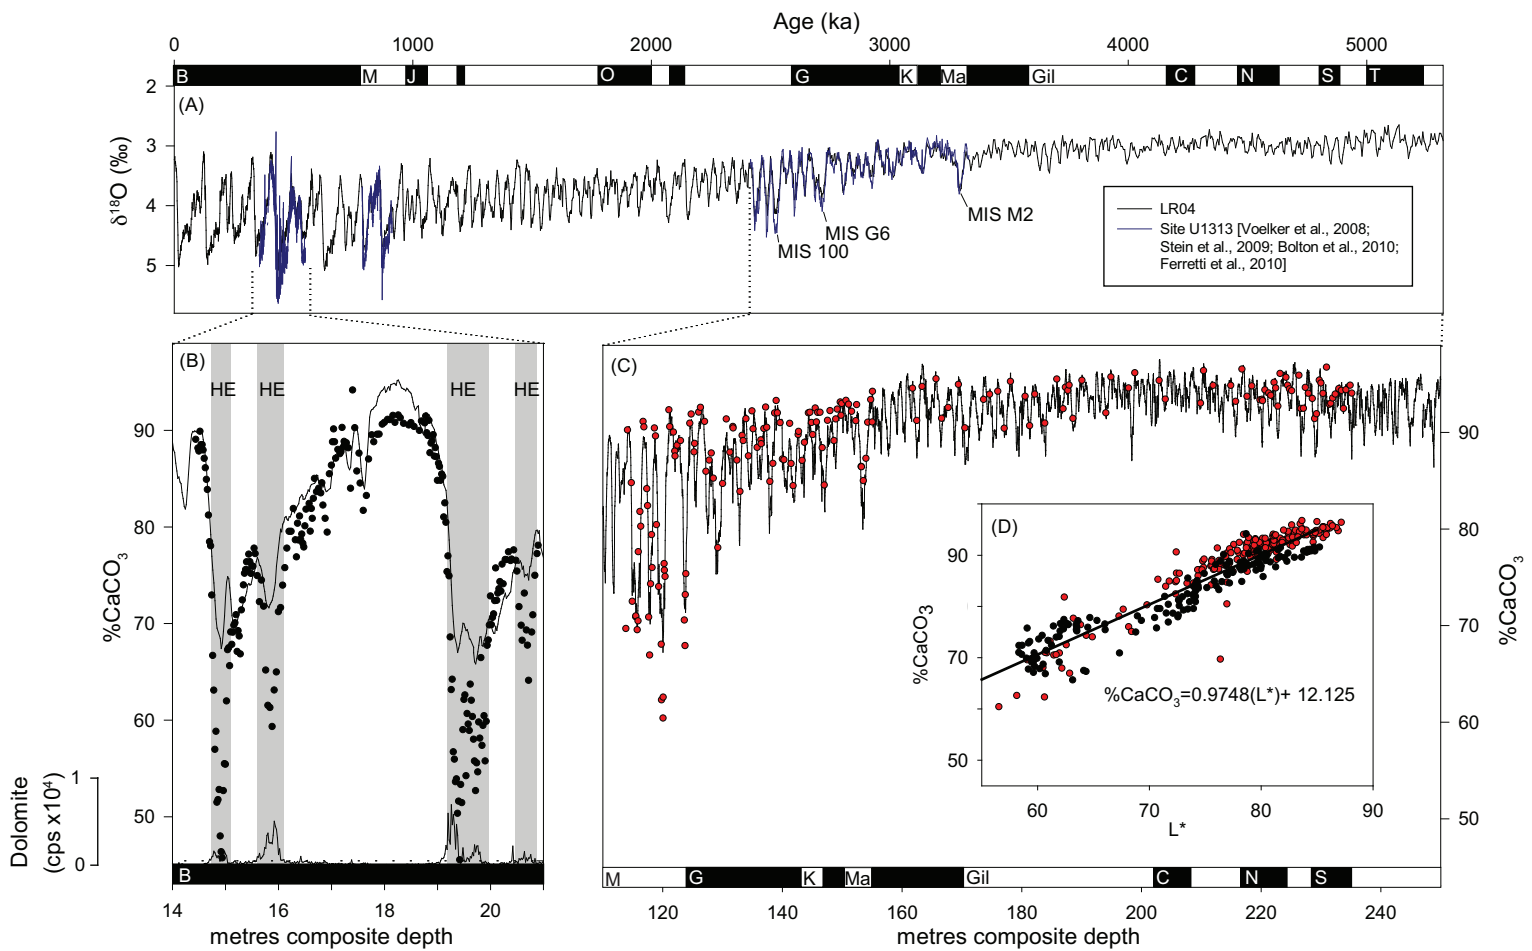 Age (ka)
0 1000 2000 3000 4000 5000
B M J O G K Ma Gil C N S T
(A)
2
3
4
5
δ¹⁸O (‰)
MIS 100
MIS G6
MIS M2
LR04
Site U1313 [Voelker et al., 2008;
Stein et al., 2009; Bolton et al., 2010;
Ferretti et al., 2010]
(B)
HE HE HE HE
90
80
70
60
50
%CaCO₃
1
0
Dolomite
(cps x10⁴)
B
14 16 18 20
metres composite depth
(C)
90
80
70
60
50
%CaCO₃
(D)
90
70
50
%CaCO₃
%CaCO₃=0.9748(L*)+ 12.125
60 70 80 90
L*
M G K Ma Gil C N S
120 140 160 180 200 220 240
metres composite depth